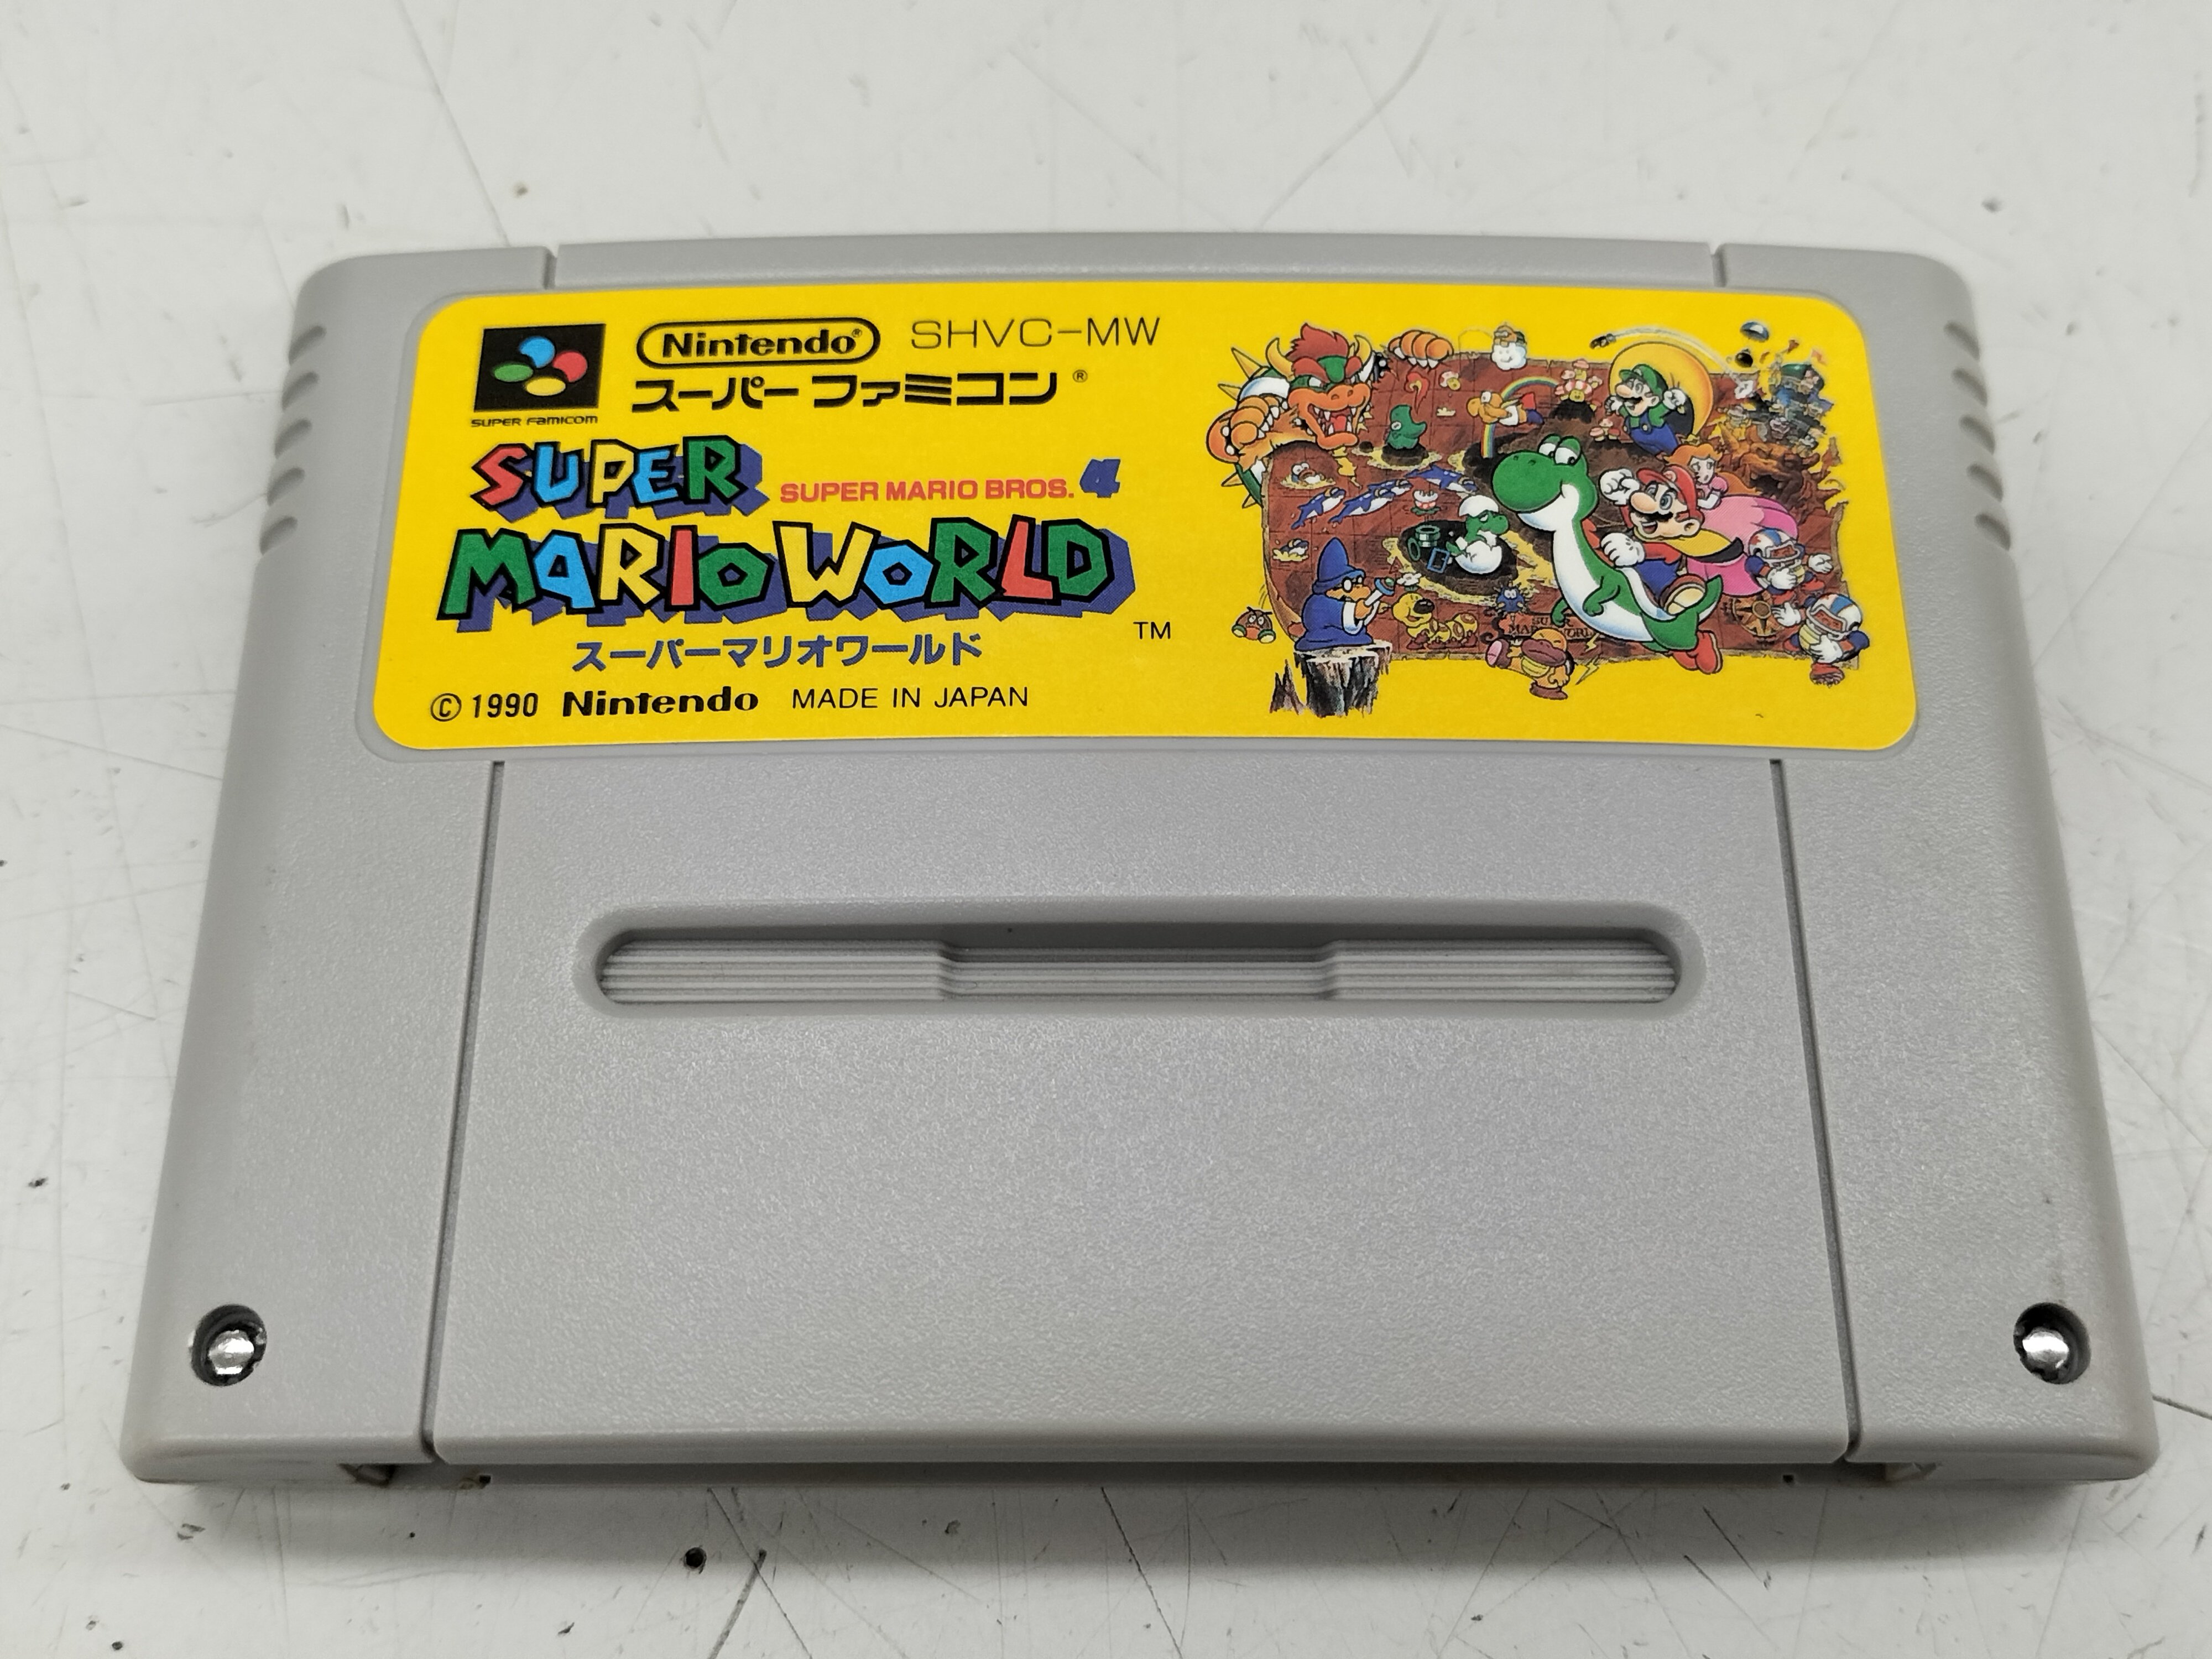 Nintendo® SHVC-MW
スーパーファミコン®
SUPER FAMICOM
SUPER
SUPER MARIO BROS. 4
MARIO WORLD
TM
スーパーマリオワールド
© 1990 Nintendo MADE IN JAPAN